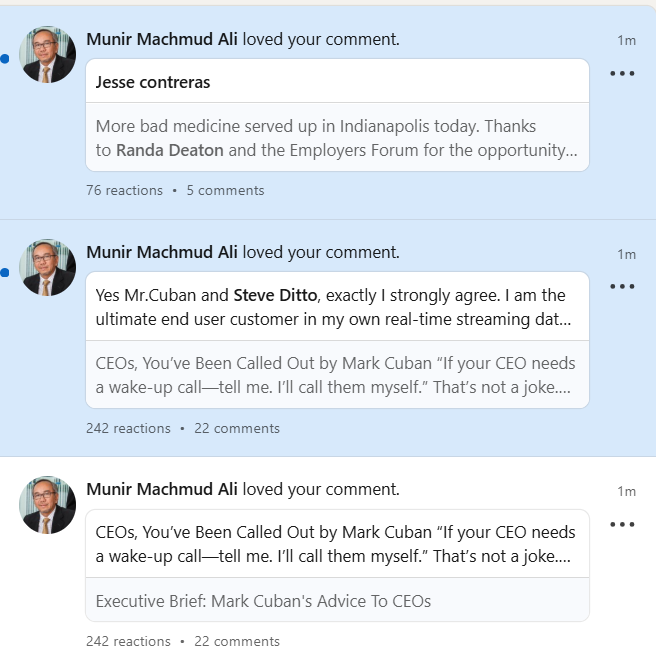 Munir Machmud Ali loved your comment.
1m
Jesse contreras
More bad medicine served up in Indianapolis today. Thanks
to Randa Deaton and the Employers Forum for the opportunity...
76 reactions • 5 comments
Munir Machmud Ali loved your comment.
1m
Yes Mr.Cuban and Steve Ditto, exactly I strongly agree. I am the
ultimate end user customer in my own real-time streaming dat...
CEOs, You’ve Been Called Out by Mark Cuban “If your CEO needs
a wake-up call—tell me. I’ll call them myself.” That’s not a joke....
242 reactions • 22 comments
Munir Machmud Ali loved your comment.
1m
CEOs, You’ve Been Called Out by Mark Cuban “If your CEO needs
a wake-up call—tell me. I’ll call them myself.” That’s not a joke....
Executive Brief: Mark Cuban's Advice To CEOs
242 reactions • 22 comments